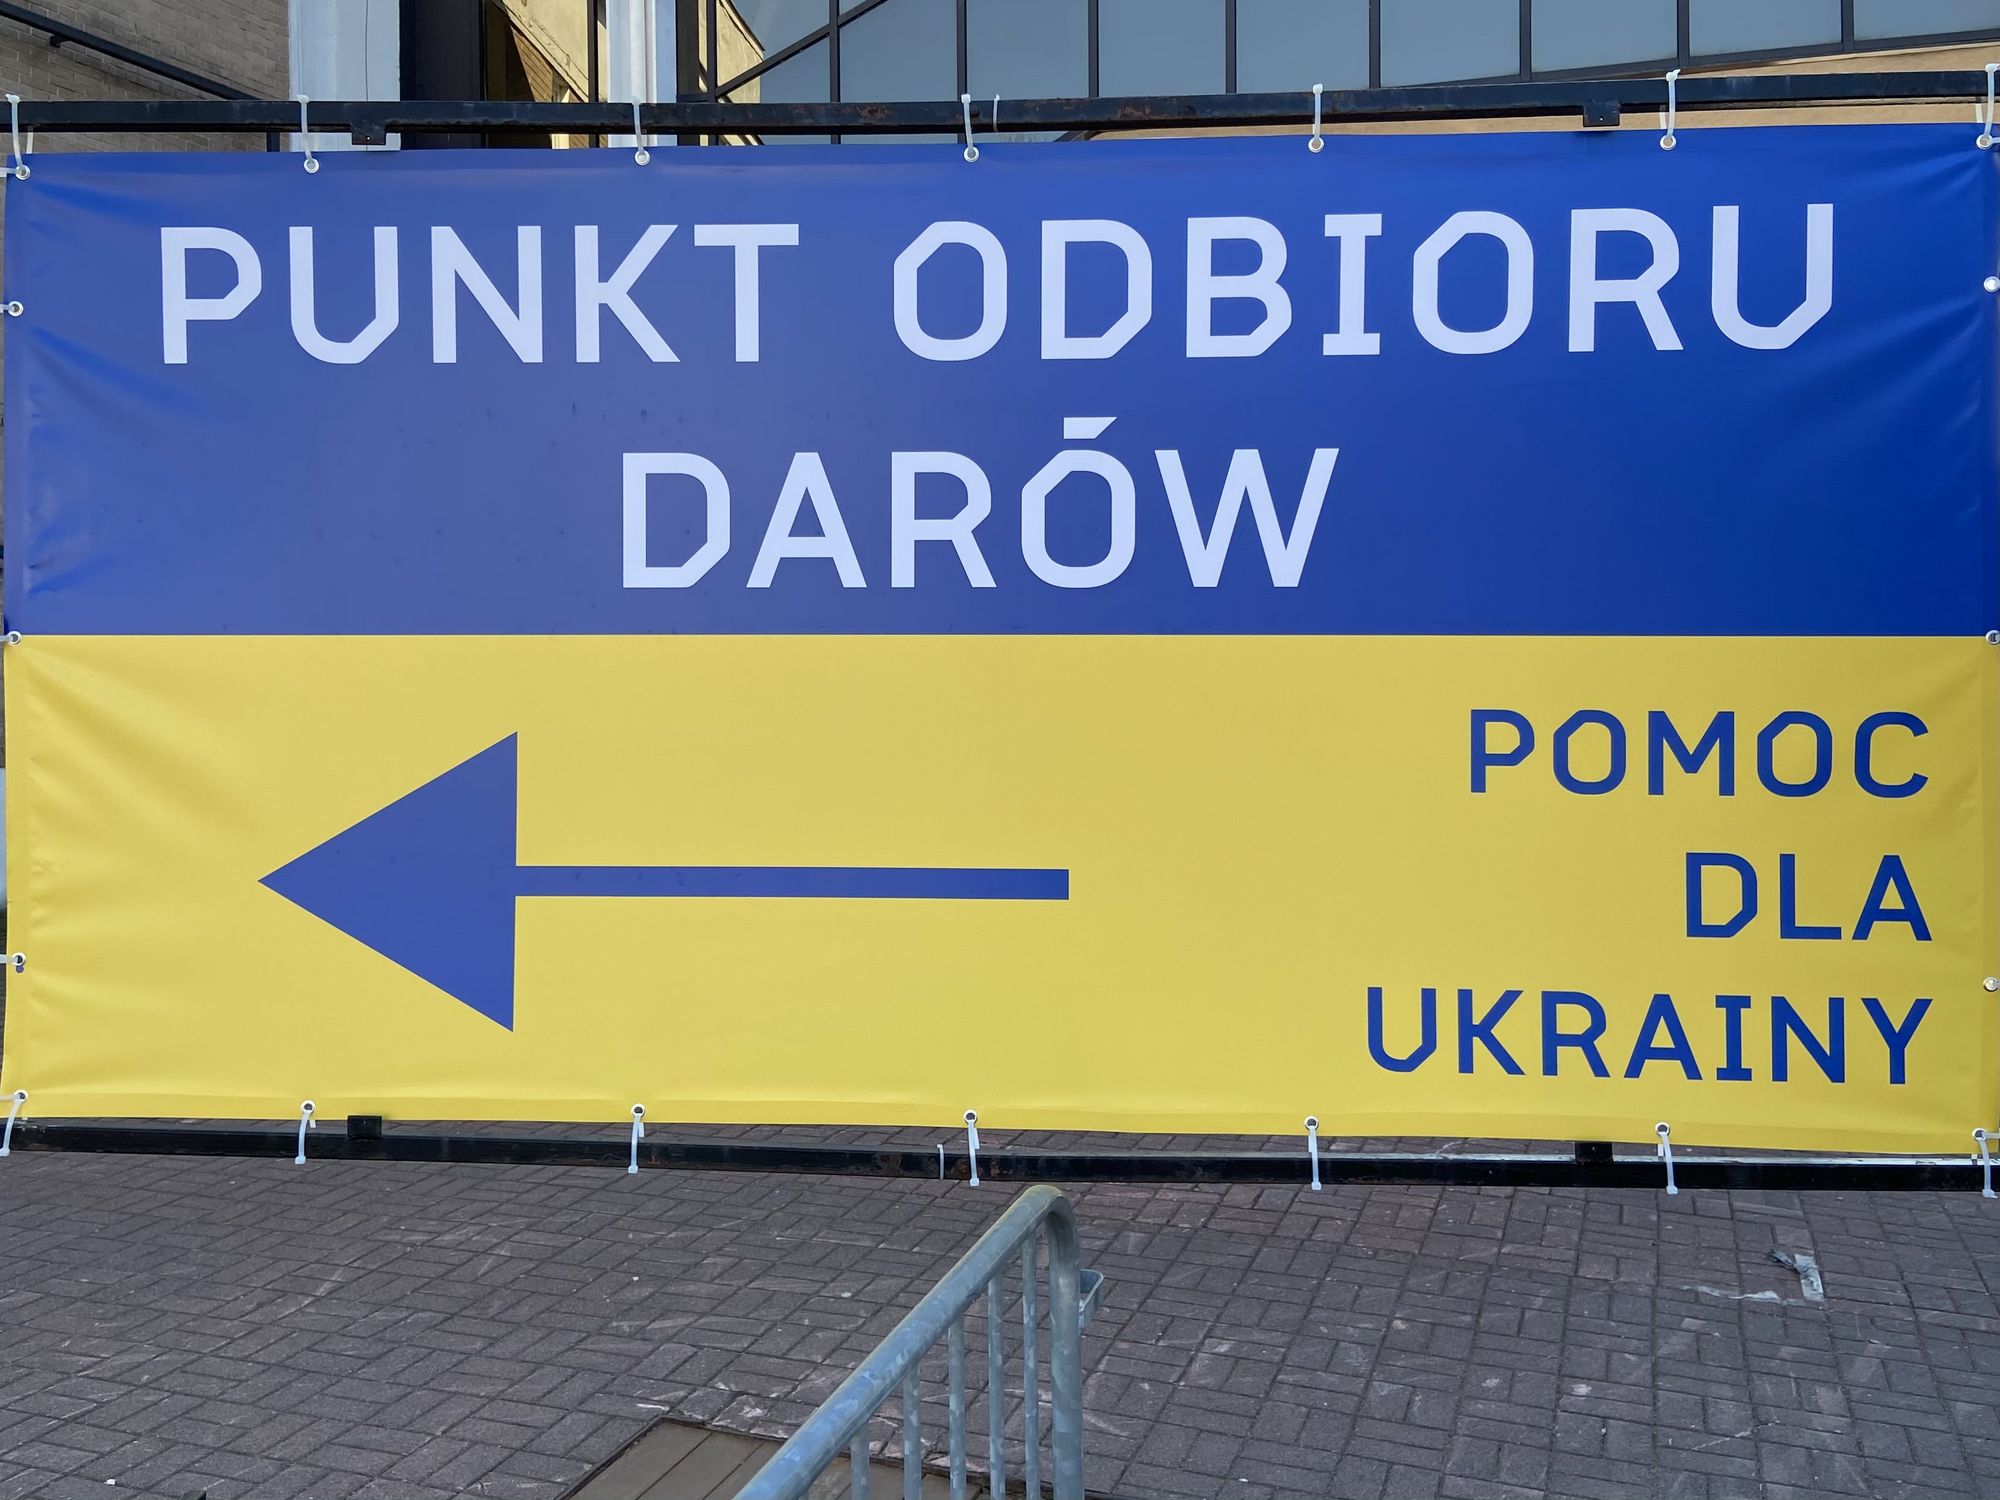 PUNKT ODBIORU
DARÓW
POMOC
DLA
UKRAINY